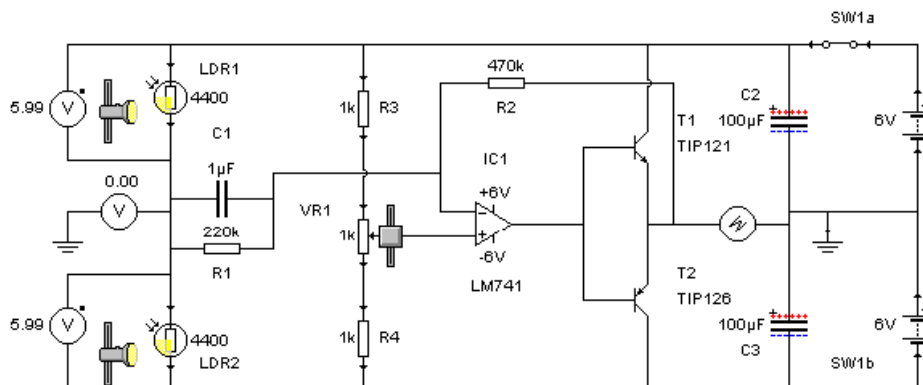 SW1a
LDR1
470k
5.99
V
4400
1k
R3
R2
C2
C1
T1
100µF
6V
1µF
IC1
TIP121
0.00
V
+6V
VR1
220k
1k
M
-6V
R1
LM741
T2
TIP126
5.99
V
4400
1k
R4
100µF
6V
LDR2
C3
SW1b